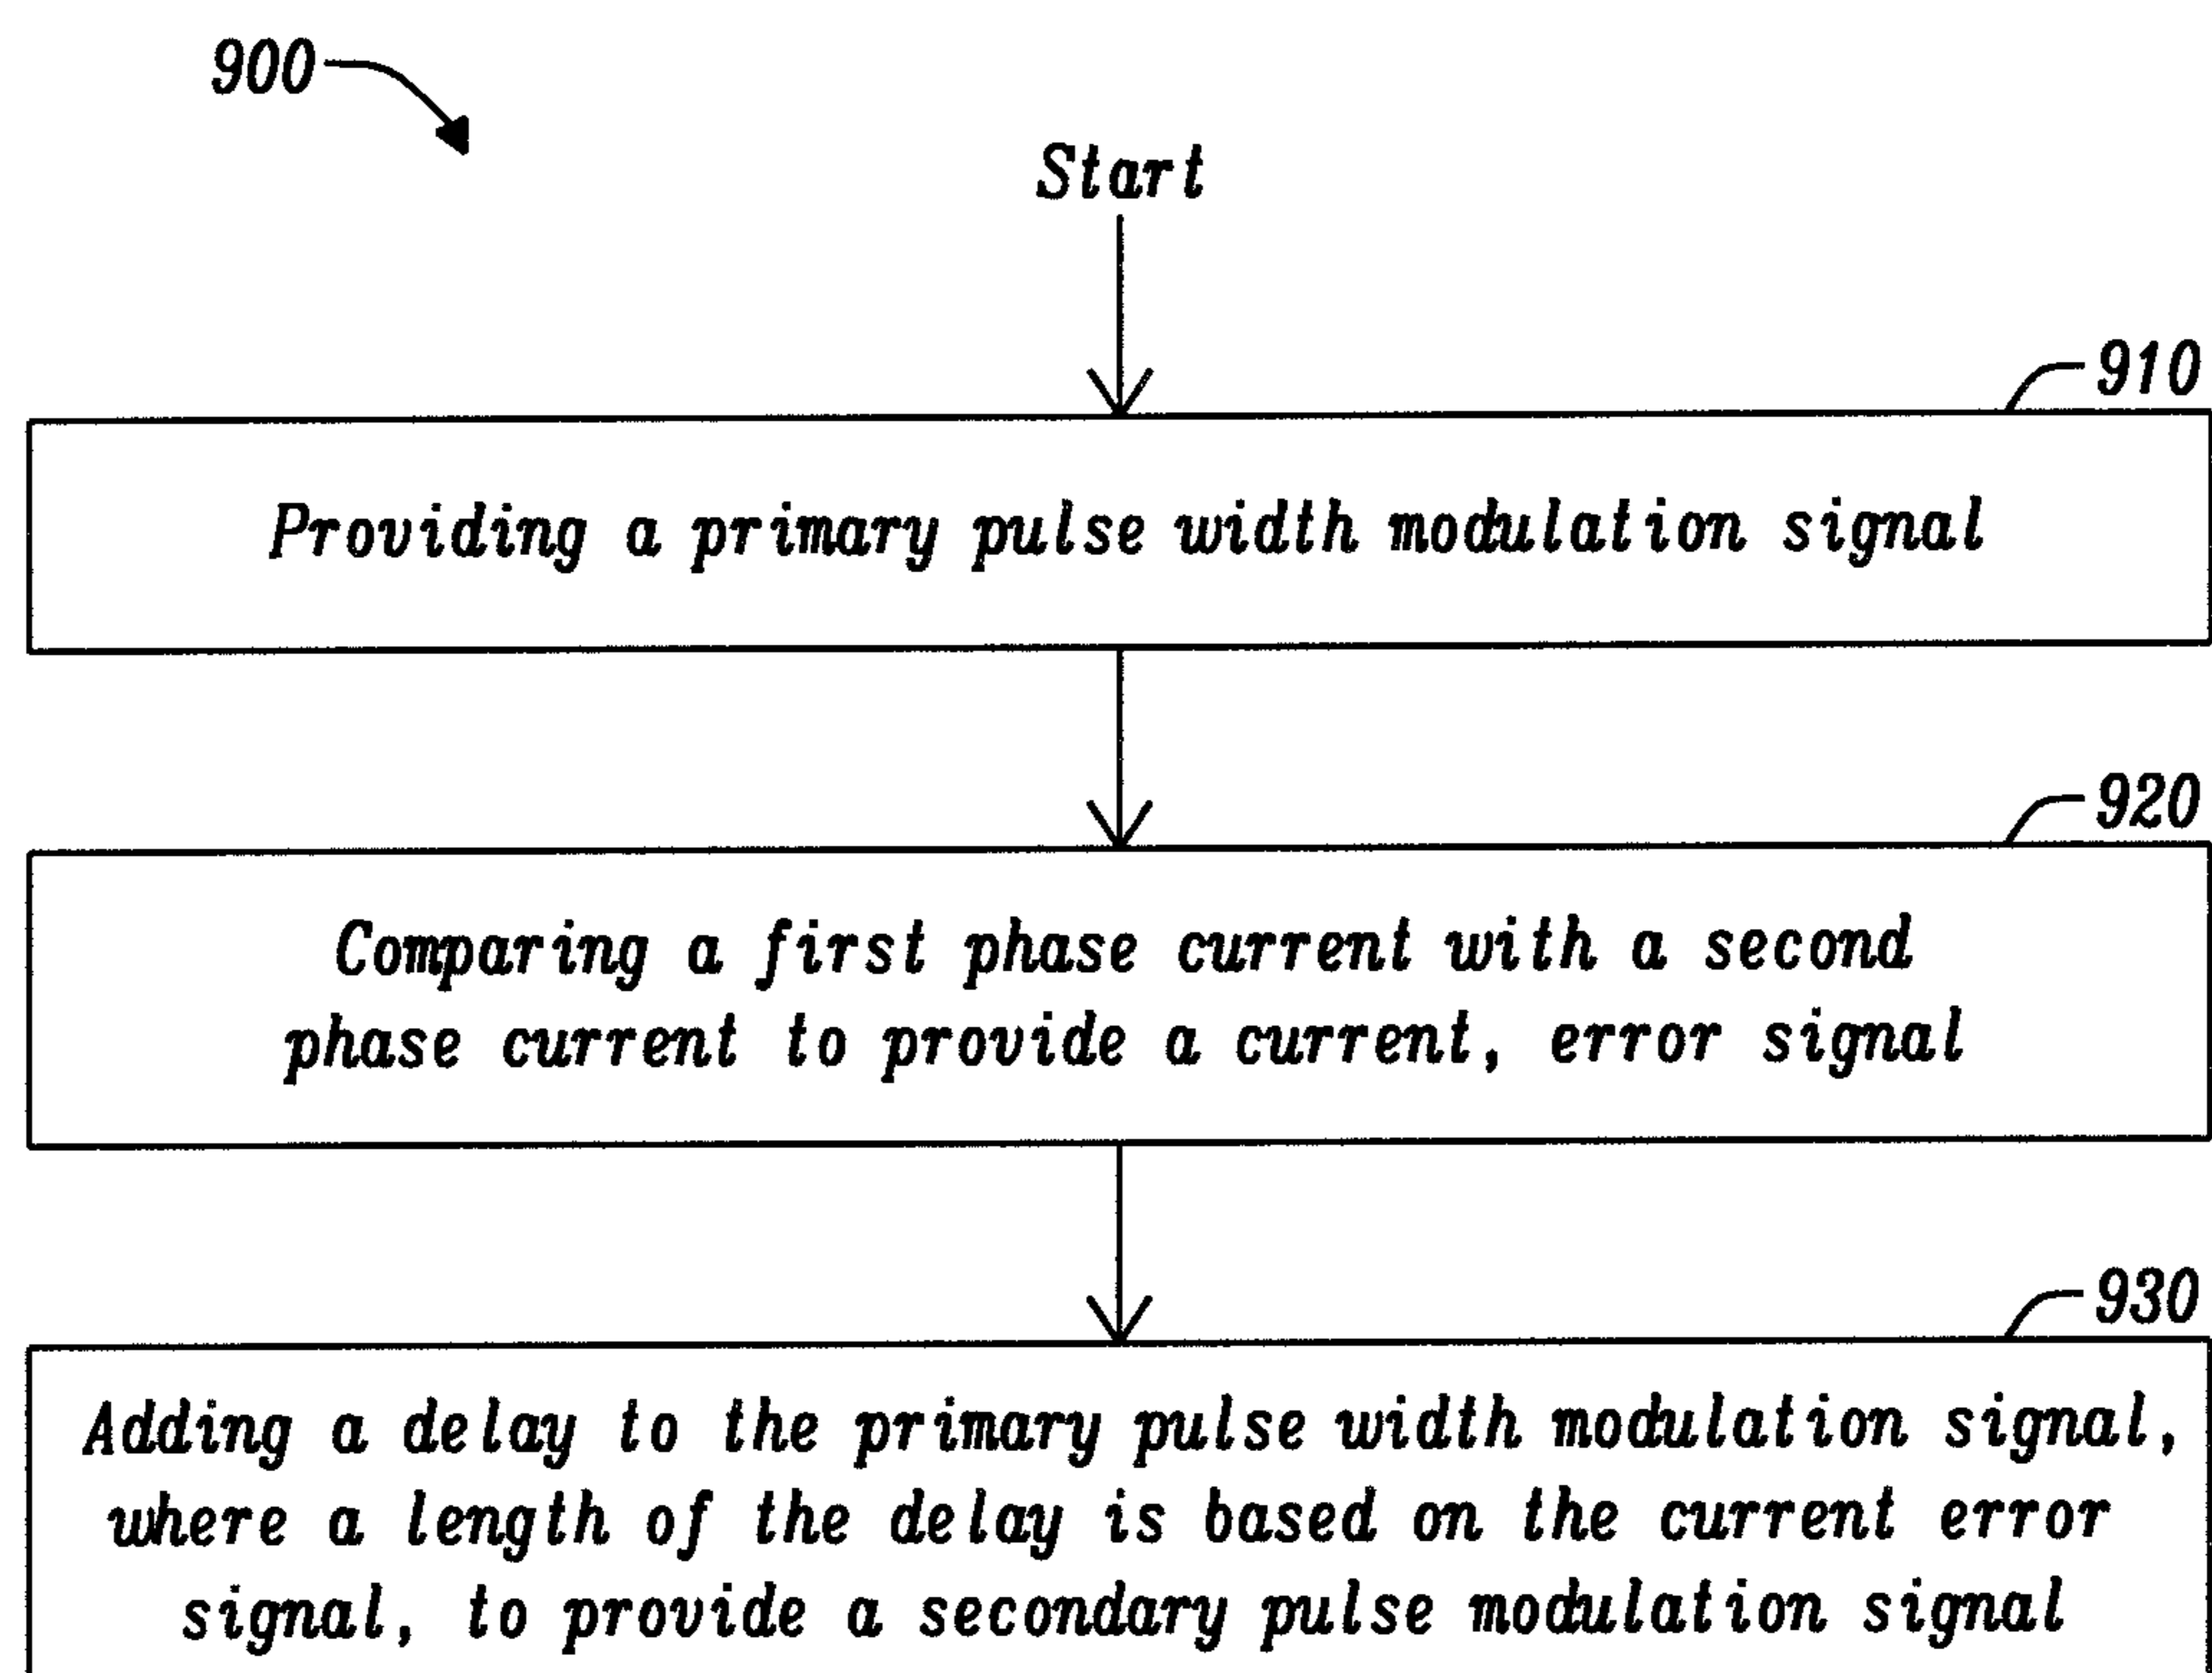 900
Start
910
Providing a primary pulse width modulation signal
920
Comparing a first phase current with a second
phase current to provide a current, error signal
930
Adding a delay to the primary pulse width modulation signal,
where a length of the delay is based on the current error
signal, to provide a secondary pulse modulation signal